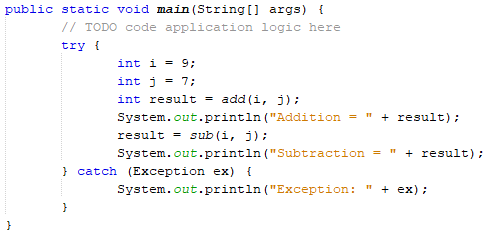 public static void main(String[] args) {
// TODO code application logic here
try {
int i = 9;
int j = 7;
int result = add(i, j);
System.out.println("Addition = " + result);
result = sub(i, j);
System.out.println("Subtraction = " + result);
} catch (Exception ex) {
System.out.println("Exception: " + ex);
}
}